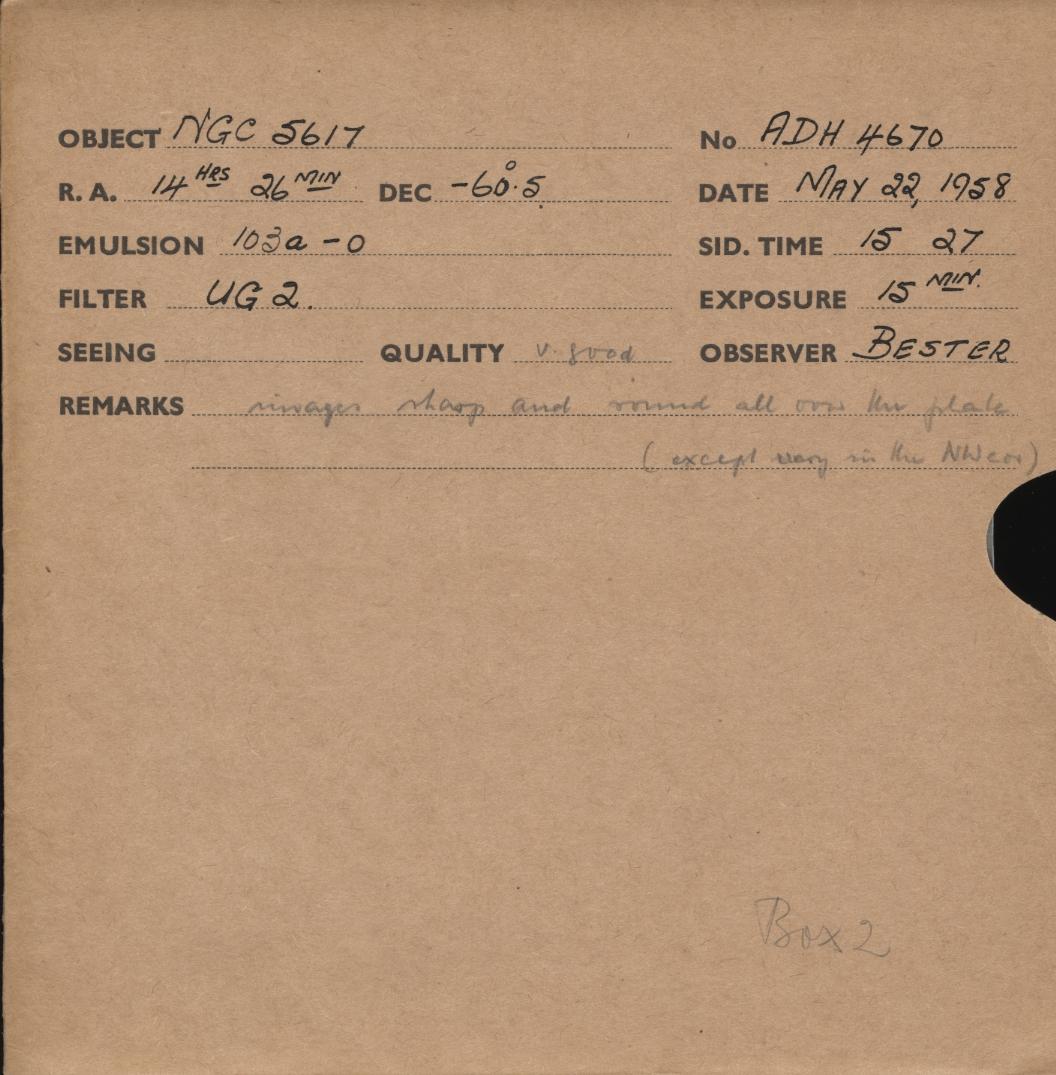 OBJECT NGC 5617 No ADH 4670
R. A. 14 HRS 26 MIN DEC -60°.5 DATE MAY 22, 1958
EMULSION 103a-O SID. TIME 15 27
FILTER UG 2. EXPOSURE 15 MIN.
SEEING QUALITY v. good OBSERVER BESTER
REMARKS images sharp and round all over the plate
(except very in the NW cor)
Box 2